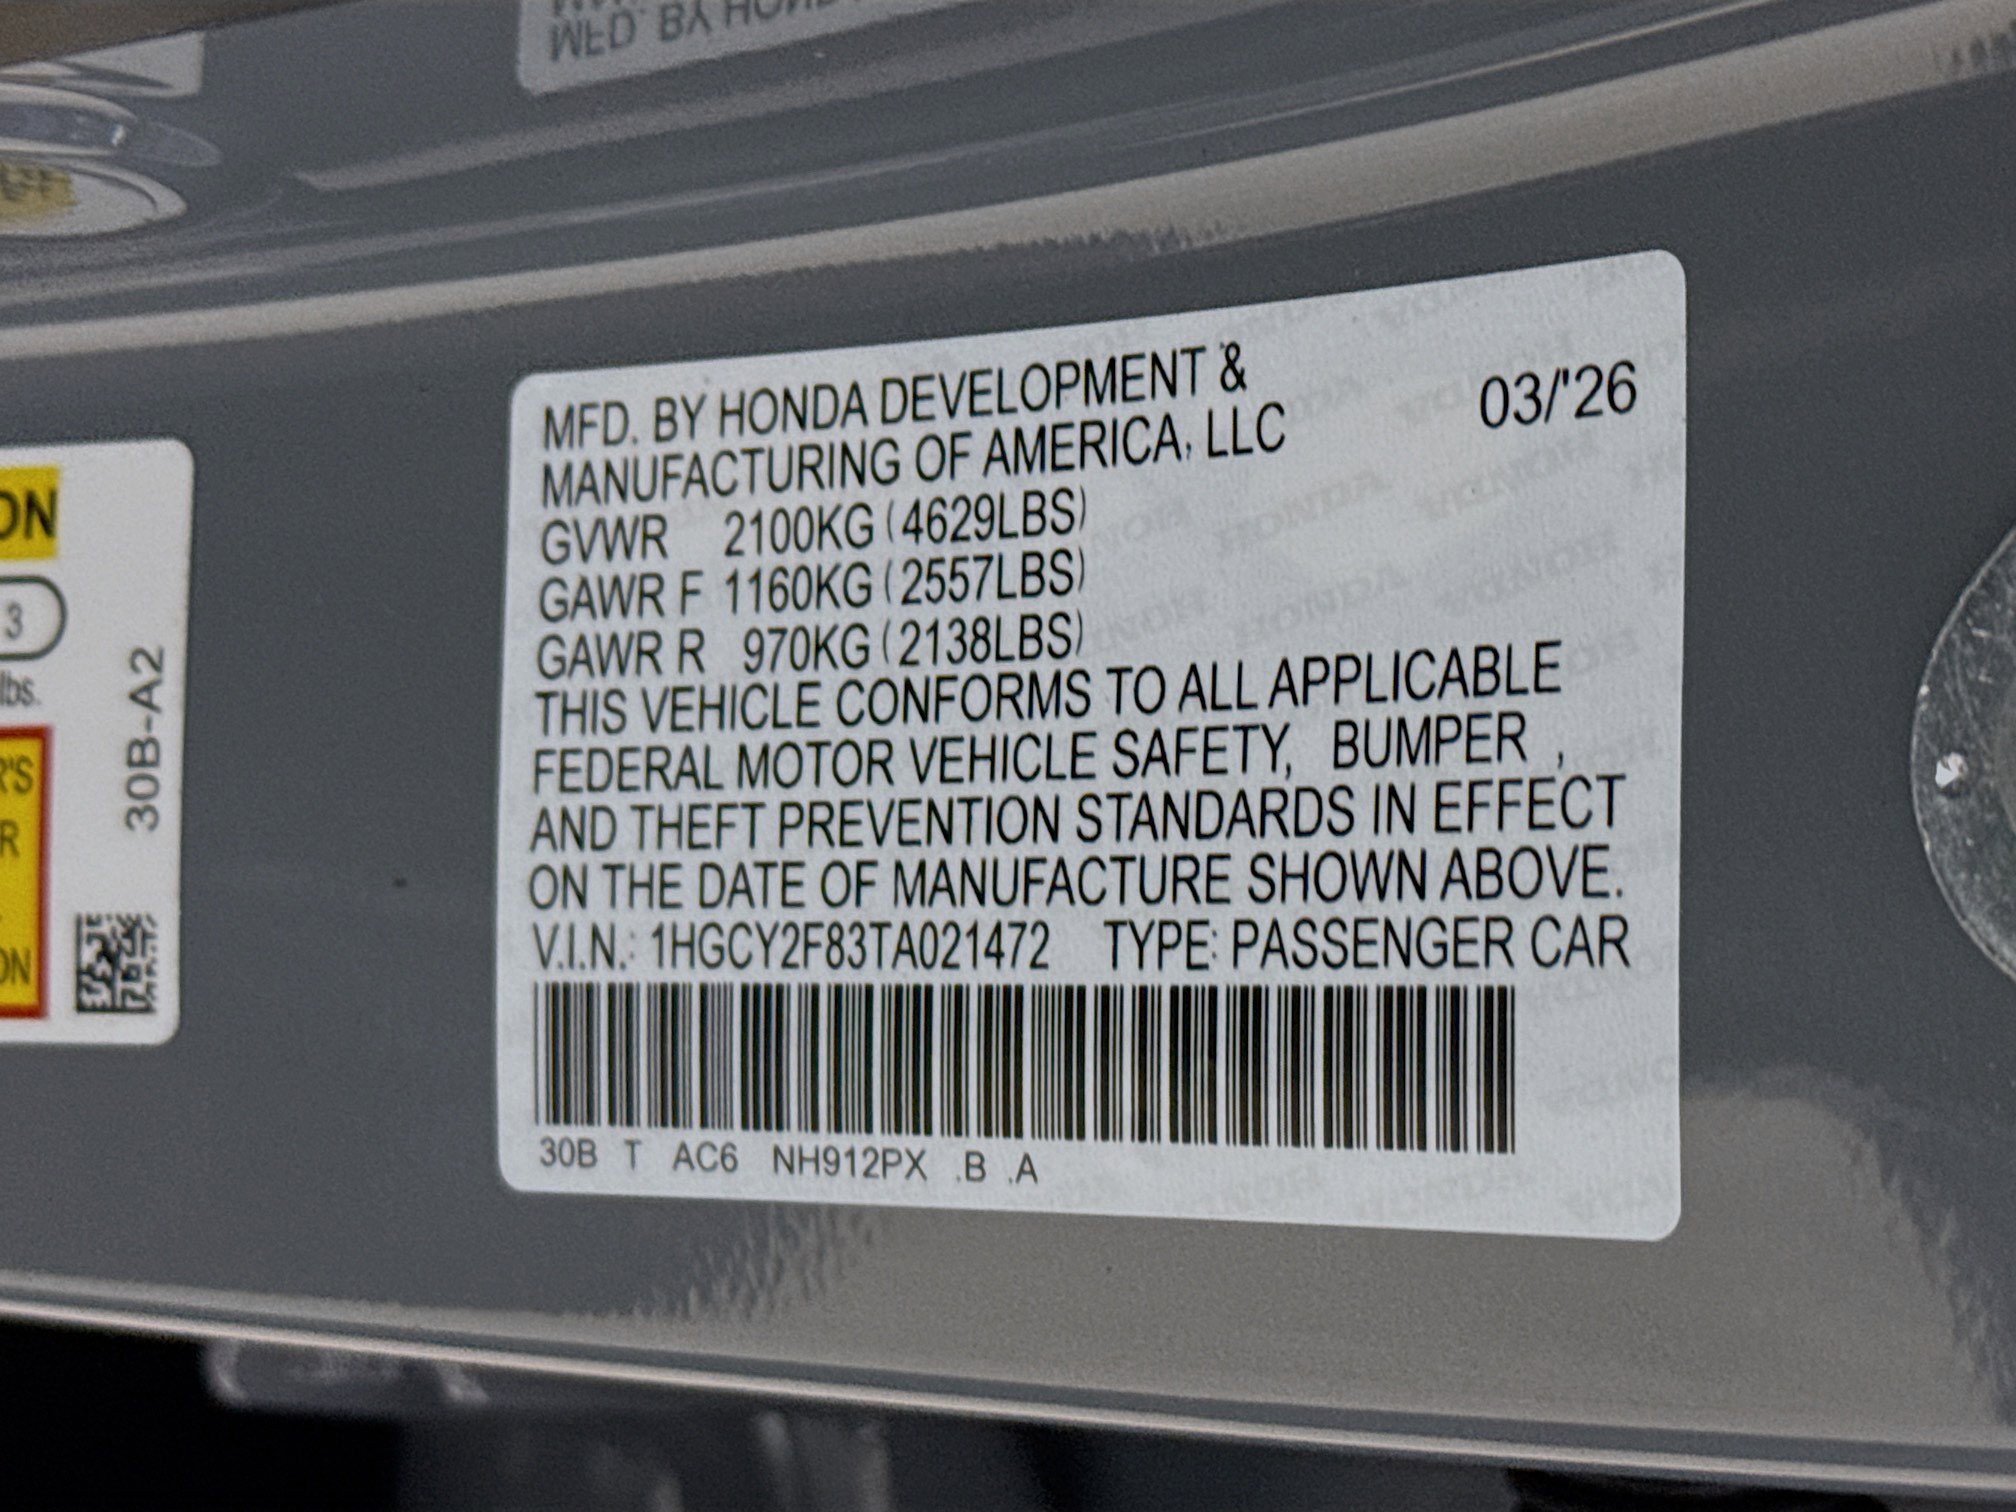 MFD. BY HONDA DEVELOPMENT &
MANUFACTURING OF AMERICA, LLC
03/'26
GVWR 2100KG (4629LBS)
GAWR F 1160KG (2557LBS)
GAWR R 970KG (2138LBS)
THIS VEHICLE CONFORMS TO ALL APPLICABLE
FEDERAL MOTOR VEHICLE SAFETY, BUMPER ,
AND THEFT PREVENTION STANDARDS IN EFFECT
ON THE DATE OF MANUFACTURE SHOWN ABOVE.
V.I.N.: 1HGCY2F83TA021472 TYPE: PASSENGER CAR
30B T AC6 NH912PX .B .A
3
lbs.
30B-A2